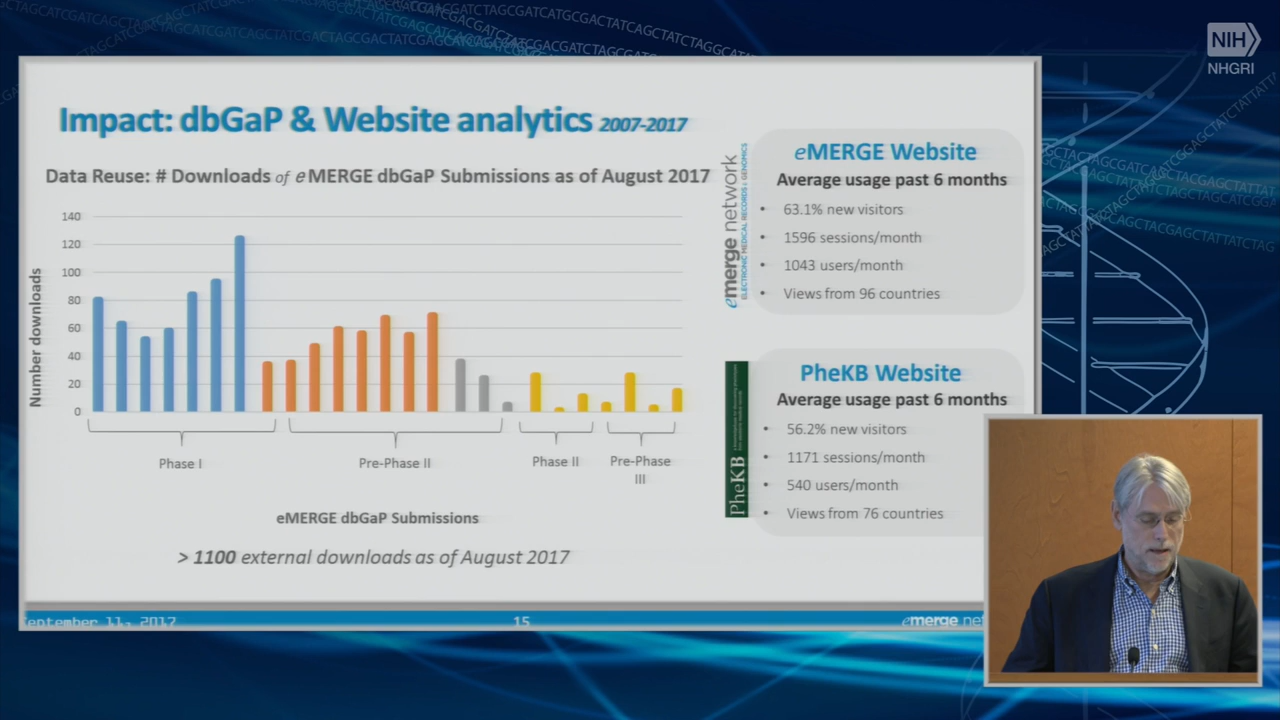 NIH
NHGRI
Impact: dbGaP & Website analytics 2007-2017
Data Reuse: # Downloads of eMERGE dbGaP Submissions as of August 2017
Number downloads
140
120
100
80
60
40
20
0
Phase I
Pre-Phase II
Phase II
Pre-Phase
III
eMERGE dbGaP Submissions
> 1100 external downloads as of August 2017
emerge network
ELECTRONIC MEDICAL RECORDS & GENOMICS
eMERGE Website
Average usage past 6 months
• 63.1% new visitors
• 1596 sessions/month
• 1043 users/month
• Views from 96 countries
PheKB
PheKB Website
Average usage past 6 months
• 56.2% new visitors
• 1171 sessions/month
• 540 users/month
• Views from 76 countries
eptember 11, 2017
15
emerge net